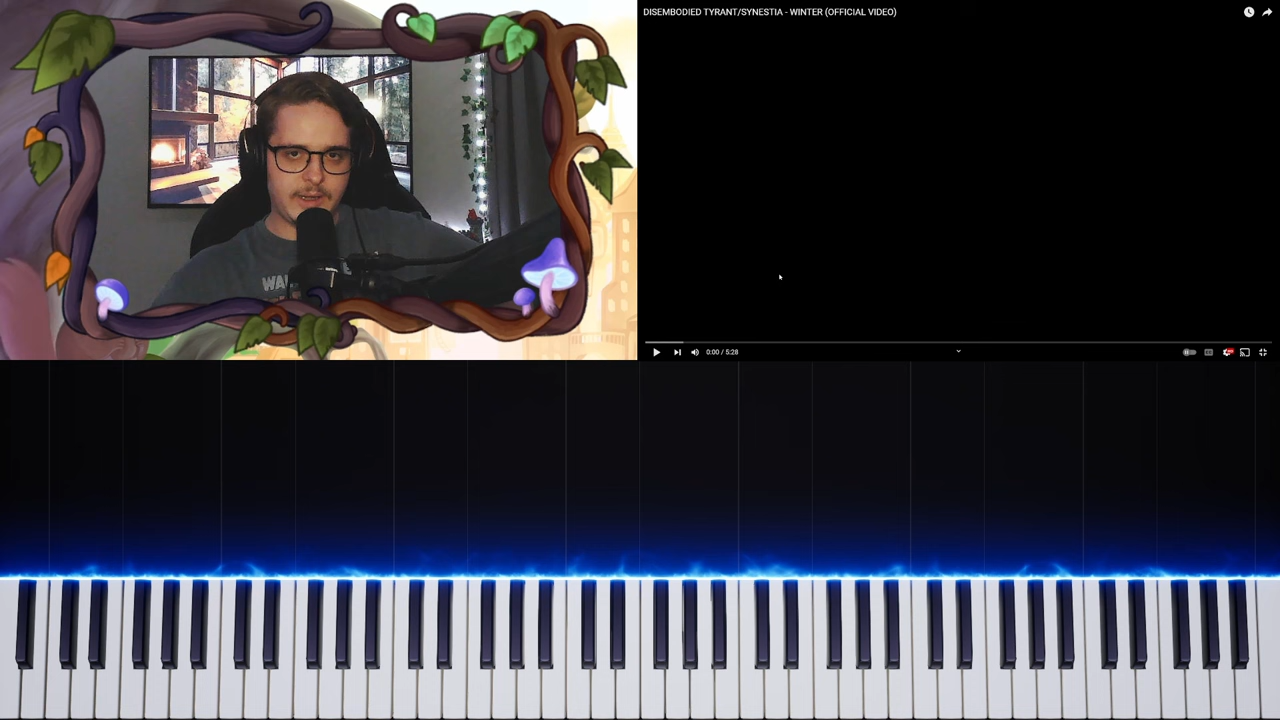 DISEMBODIED TYRANT/SYNESTIA - WINTER (OFFICIAL VIDEO)
0:00 / 5:28